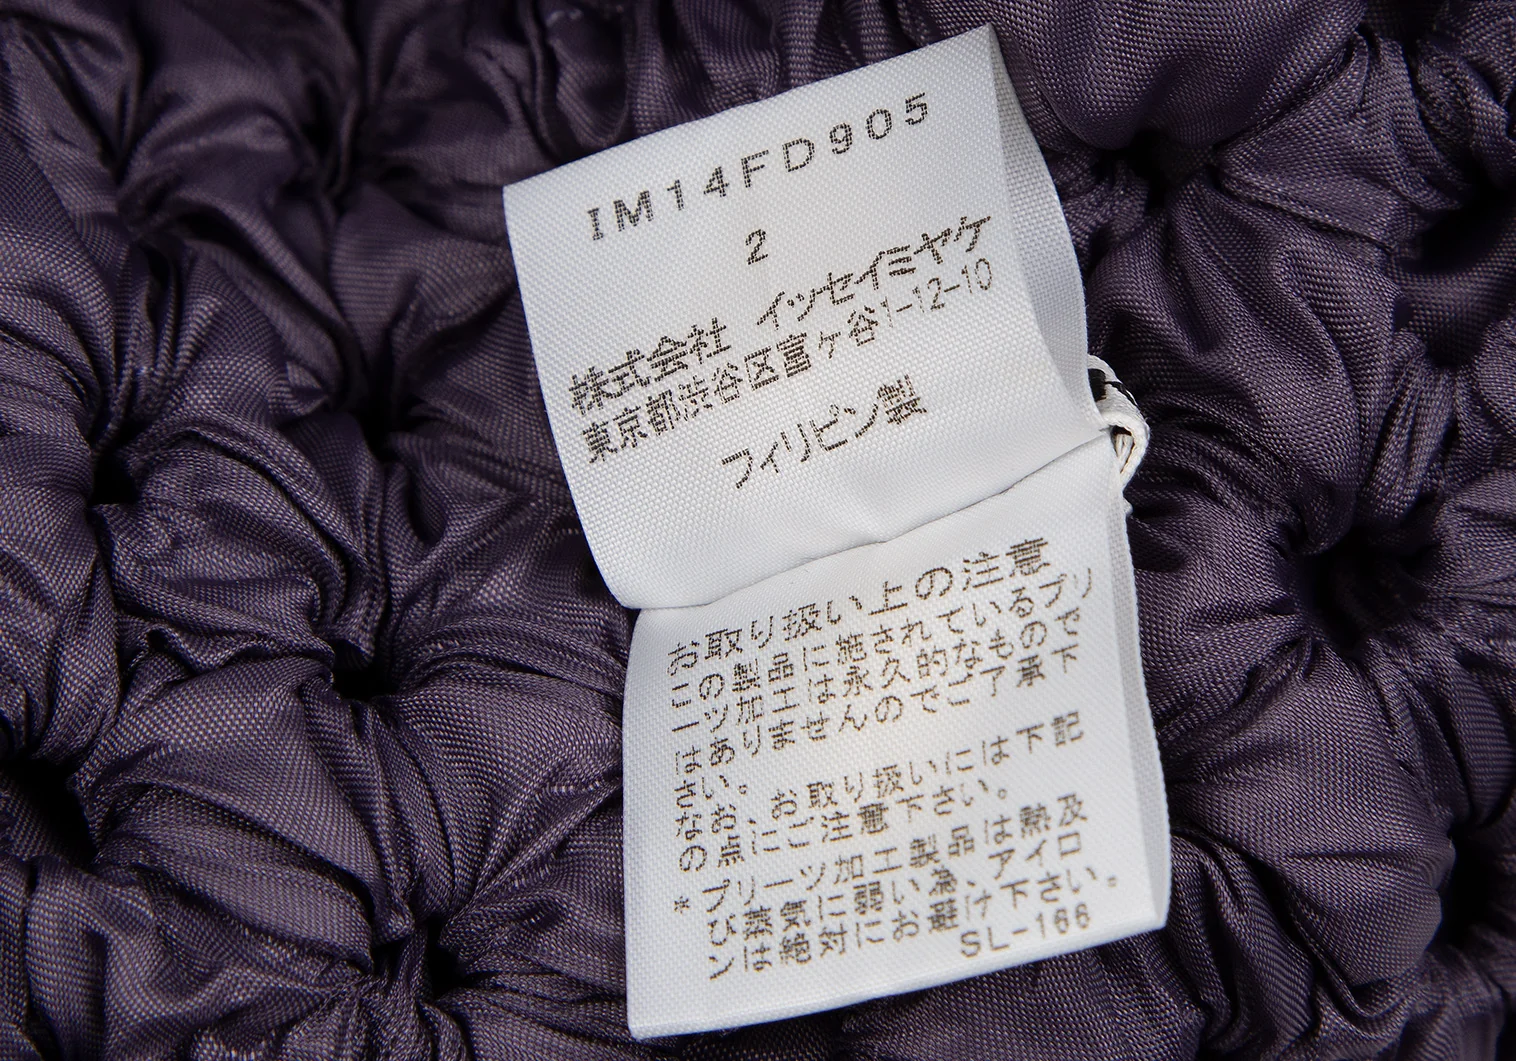 IM14FD905
2
株式会社 イッセイミヤケ
東京都渋谷区富ヶ谷1-12-10
フィリピン製
お取り扱い上の注意
この製品に施されているプリ
ーツ加工は永久的なもので
はありませんのでご了承下
さい。
なお、お取り扱いには下記
の点にご注意下さい。
*プリーツ加工製品は熱及
び蒸気に弱い為、アイロ
ンは絶対にお避け下さい。
SL-166